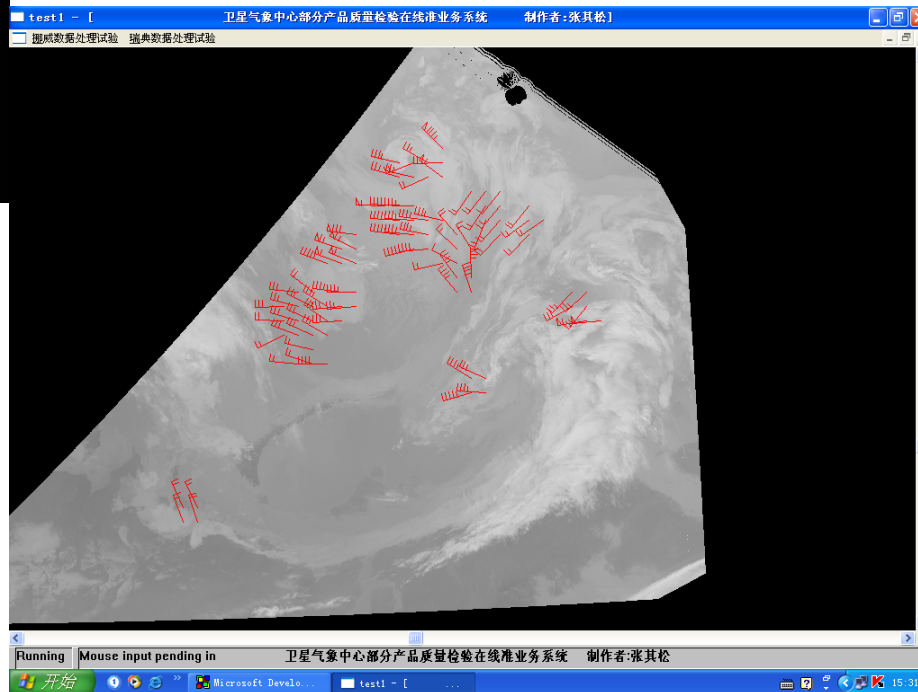 test1 - [ 卫星气象中心部分产品质量检验在线准业务系统 制作者:张其松]
挪威数据处理试验 瑞典数据处理试验
Running Mouse input pending in 卫星气象中心部分产品质量检验在线准业务系统 制作者:张其松
开始 Microsoft Develo... test1 - [ ... 15:31